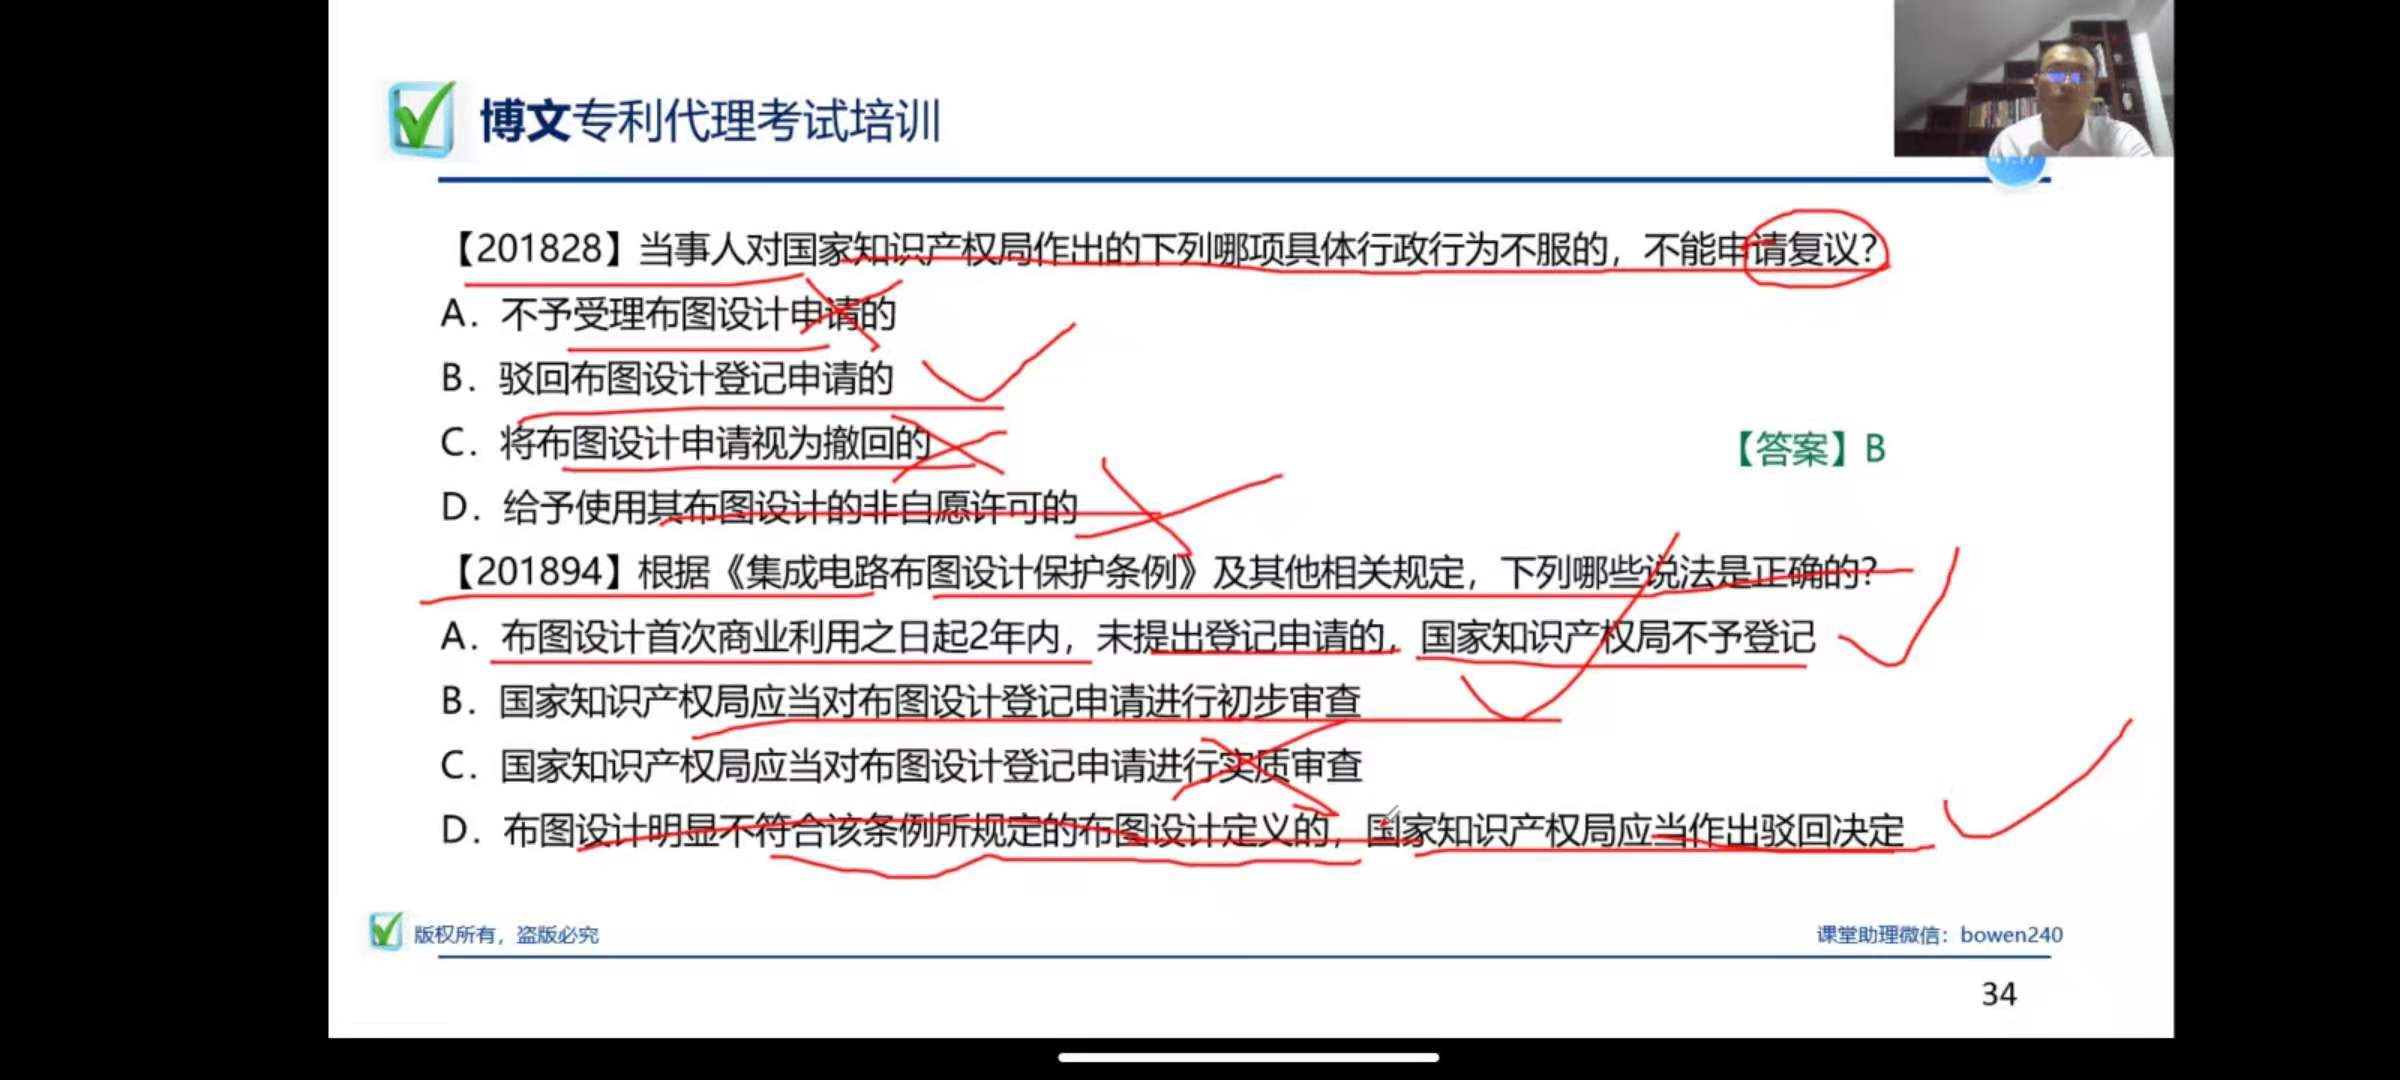 博文专利代理考试培训
【201828】当事人对国家知识产权局作出的下列哪项具体行政行为不服的，不能申请复议？
A．不予受理布图设计申请的
B．驳回布图设计登记申请的
C．将布图设计申请视为撤回的
【答案】B
D．给予使用其布图设计的非自愿许可的
【201894】根据《集成电路布图设计保护条例》及其他相关规定，下列哪些说法是正确的？
A．布图设计首次商业利用之日起2年内，未提出登记申请的，国家知识产权局不予登记
B．国家知识产权局应当对布图设计登记申请进行初步审查
C．国家知识产权局应当对布图设计登记申请进行实质审查
D．布图设计明显不符合该条例所规定的布图设计定义的，国家知识产权局应当作出驳回决定
版权所有，盗版必究
课堂助理微信：bowen240
34